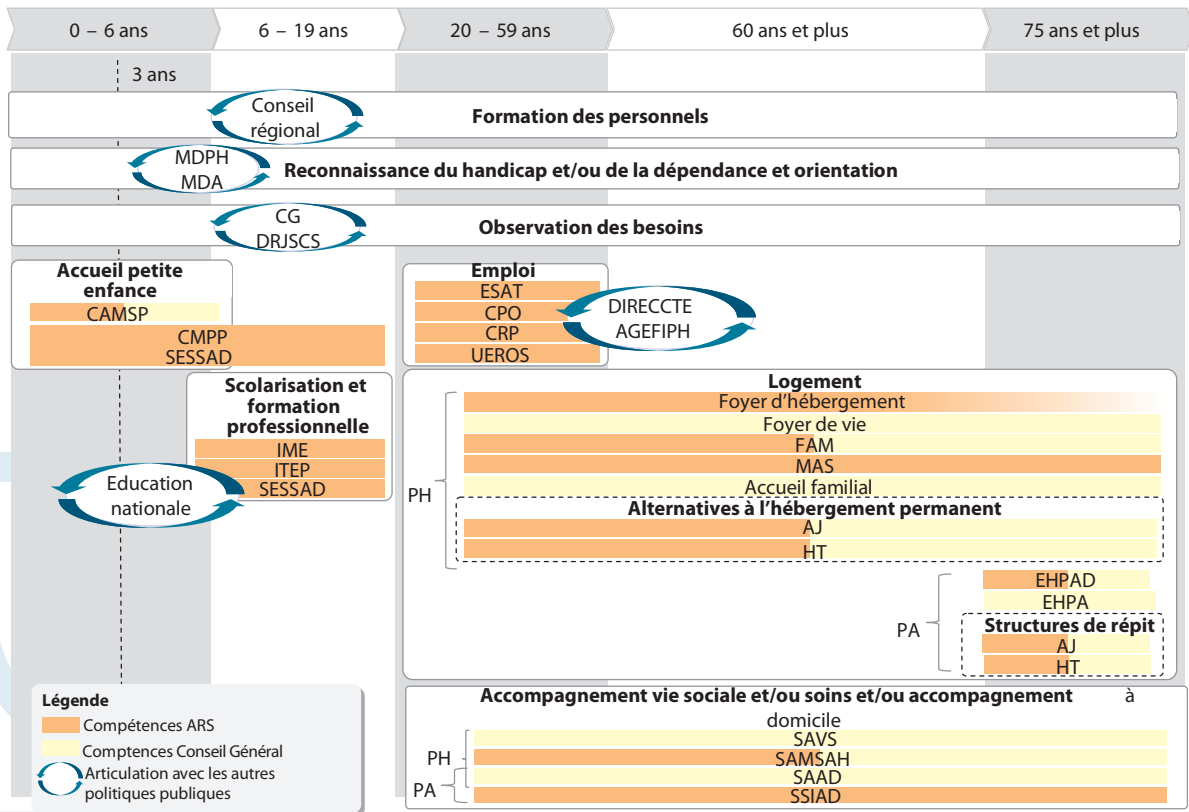 0 – 6 ans
6 – 19 ans
20 – 59 ans
60 ans et plus
75 ans et plus
3 ans
Conseil
régional
Formation des personnels
MDPH
MDA
Reconnaissance du handicap et/ou de la dépendance et orientation
CG
DRJSCS
Observation des besoins
Accueil petite
enfance
CAMSP
CMPP
SESSAD
Emploi
ESAT
CPO
CRP
UEROS
DIRECCTE
AGEFIPH
Scolarisation et
formation
professionnelle
IME
ITEP
SESSAD
Education
nationale
Logement
PH
Foyer d’hébergement
Foyer de vie
FAM
MAS
Accueil familial
Alternatives à l’hébergement permanent
AJ
HT
PA
EHPAD
EHPA
Structures de répit
AJ
HT
Accompagnement vie sociale et/ou soins et/ou accompagnement à
domicile
PH
PA
SAVS
SAMSAH
SAAD
SSIAD
Légende
Compétences ARS
Comptences Conseil Général
Articulation avec les autres
politiques publiques